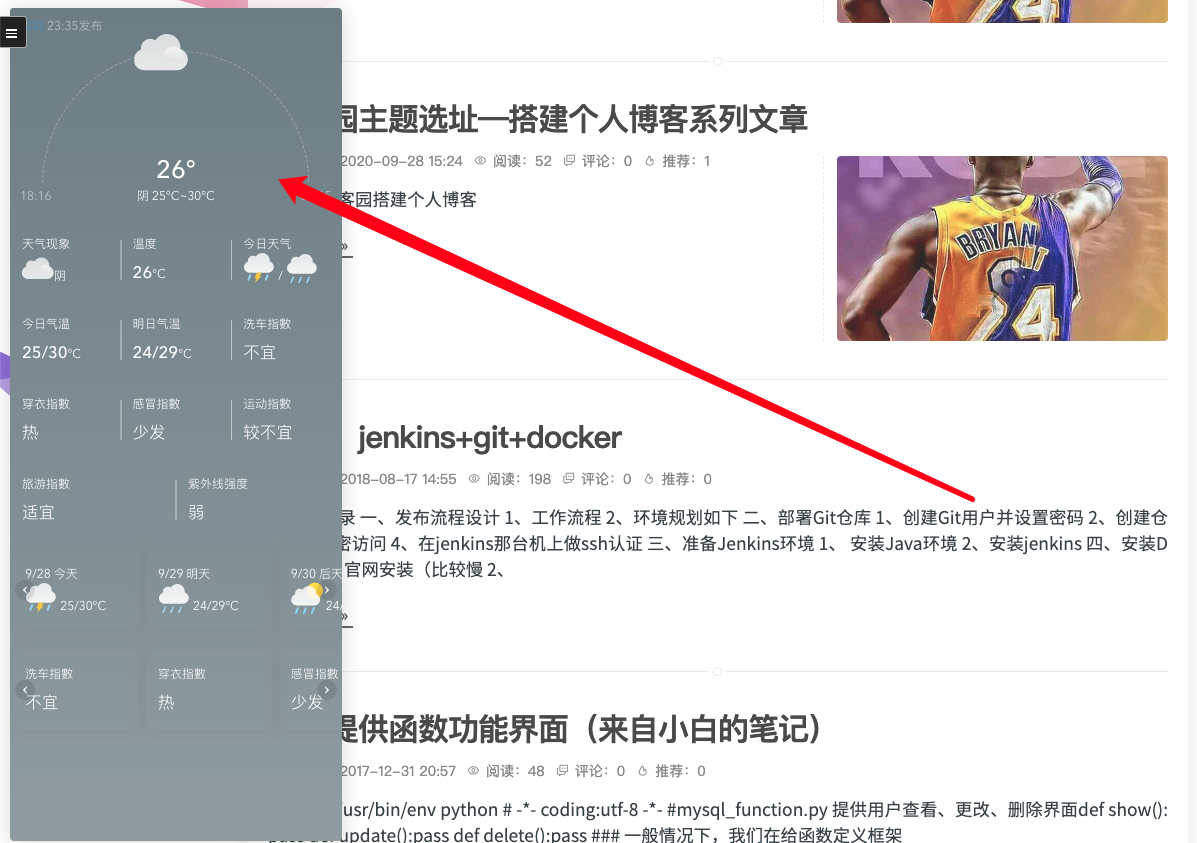 23:35发布
26°
18:16
阴 25°C~30°C
天气现象
阴
温度
26°C
今日天气
/
今日气温
25/30°C
明日气温
24/29°C
洗车指数
不宜
穿衣指数
热
感冒指数
少发
运动指数
较不宜
旅游指数
适宜
紫外线强度
弱
9/28 今天
25/30°C
9/29 明天
24/29°C
9/30 后天
24/
洗车指数
不宜
穿衣指数
热
感冒指数
少发
园主题选址—搭建个人博客系列文章
2020-09-28 15:24 阅读：52 评论：0 推荐：1
客园搭建个人博客
»
BRYANT
24
jenkins+git+docker
2018-08-17 14:55 阅读：198 评论：0 推荐：0
录 一、发布流程设计 1、工作流程 2、环境规划如下 二、部署Git仓库 1、创建Git用户并设置密码 2、创建仓
密访问 4、在jenkins那台机上做ssh认证 三、准备Jenkins环境 1、 安装Java环境 2、安装jenkins 四、安装D
官网安装（比较慢 2、
»
提供函数功能界面（来自小白的笔记）
2017-12-31 20:57 阅读：48 评论：0 推荐：0
usr/bin/env python # -*- coding:utf-8 -*- #mysql_function.py 提供用户查看、更改、删除界面def show():
pass def update():pass def delete():pass ### 一般情况下，我们在给函数定义框架